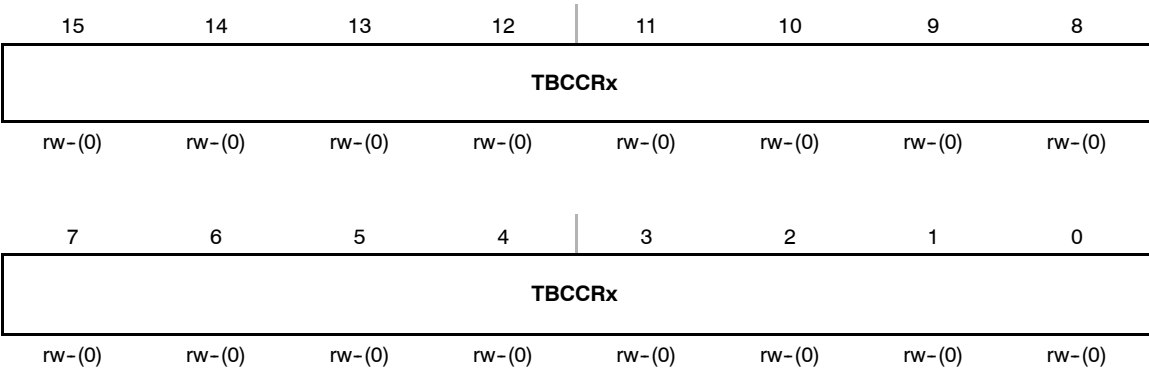 15 14 13 12 11 10 9 8
TBCCRx
rw-(0) rw-(0) rw-(0) rw-(0) rw-(0) rw-(0) rw-(0) rw-(0)
7 6 5 4 3 2 1 0
TBCCRx
rw-(0) rw-(0) rw-(0) rw-(0) rw-(0) rw-(0) rw-(0) rw-(0)